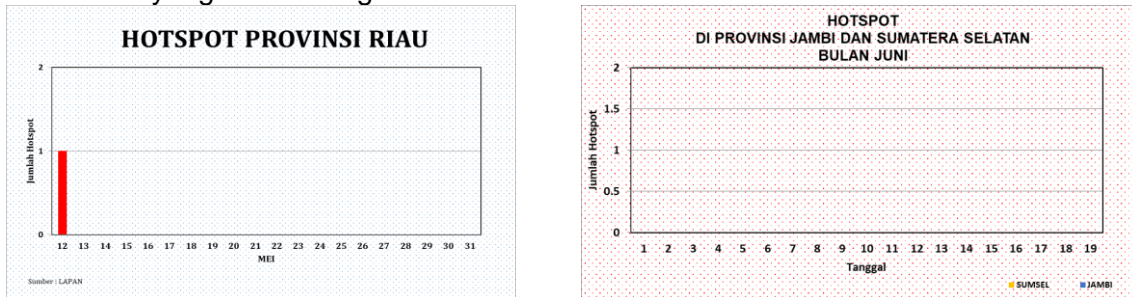 HOTSPOT PROVINSI RIAU
2
1
0
Jumlah Hotspot
12 13 14 15 16 17 18 19 20 21 22 23 24 25 26 27 28 29 30 31
MEI
Sumber : LAPAN
HOTSPOT
DI PROVINSI JAMBI DAN SUMATERA SELATAN
BULAN JUNI
2
1.5
1
0.5
0
Jumlah Hotspot
1 2 3 4 5 6 7 8 9 10 11 12 13 14 15 16 17 18 19
Tanggal
SUMSEL JAMBI